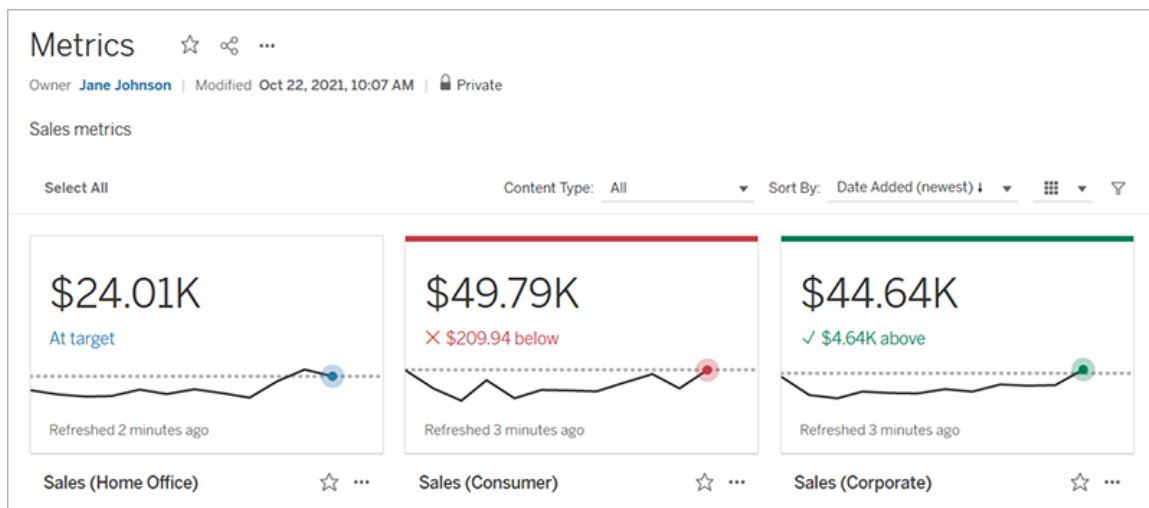 Metrics
Owner Jane Johnson | Modified Oct 22, 2021, 10:07 AM | Private
Sales metrics
Select All Content Type: All Sort By: Date Added (newest) ↓
$24.01K $49.79K $44.64K
At target × $209.94 below ✓ $4.64K above
Refreshed 2 minutes ago Refreshed 3 minutes ago Refreshed 3 minutes ago
Sales (Home Office) Sales (Consumer) Sales (Corporate)